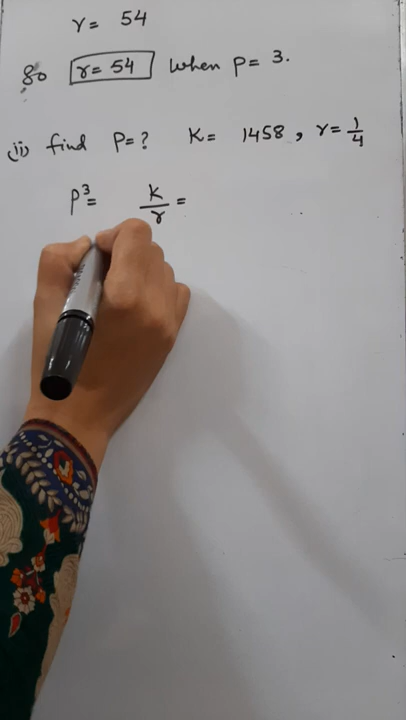 r = 54
So r = 54 when p = 3.
(ii) find P = ? K = 1458 , r = 1/4
P³ = K/r =